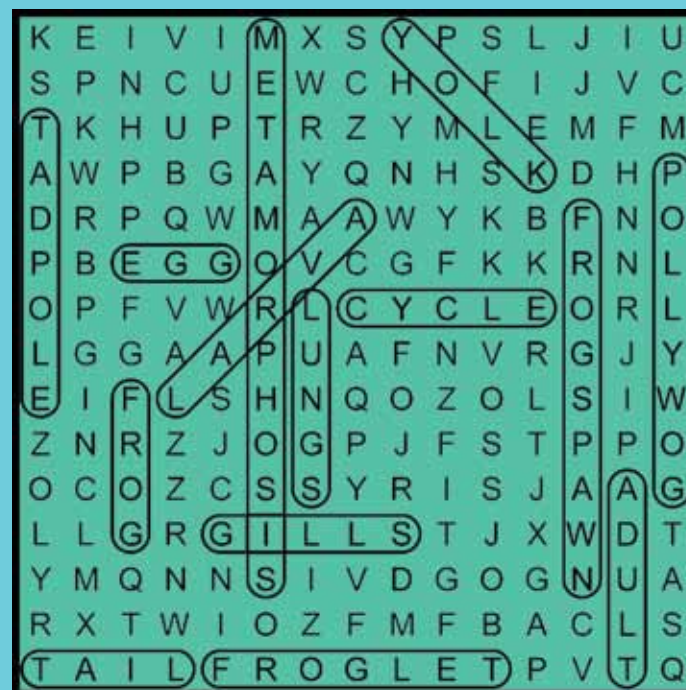 K E I V I M X S Y P S L J I U
S P N C U E W C H O F I J V C
T K H U P T R Z Y M L E M F M
A W P B G A Y Q N H S K D H P
D R P Q W M A A W Y K B F N O
P B E G G O V C G F K K R N L
O P F V W R L C Y C L E O R L
L G G A A P U A F N V R G J Y
E I F L S H N Q O Z O L S I W
Z N R Z J O G P J F S T P P O
O C O Z C S S Y R I S J A A G
L L G R G I L L S T J X W D T
Y M Q N N S I V D G O G N U A
R X T W I O Z F M F B A C L S
T A I L F R O G L E T P V T Q